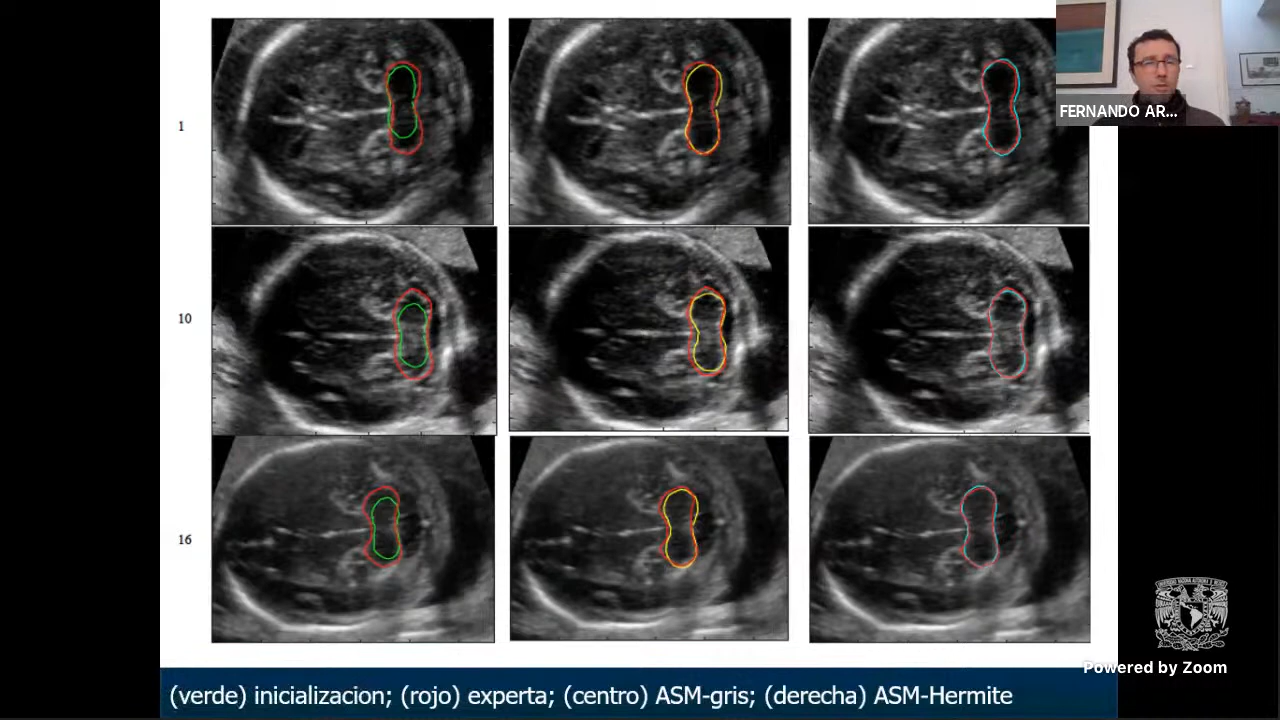 FERNANDO AR...
1
10
16
Powered by Zoom
(verde) inicializacion; (rojo) experta; (centro) ASM-gris; (derecha) ASM-Hermite